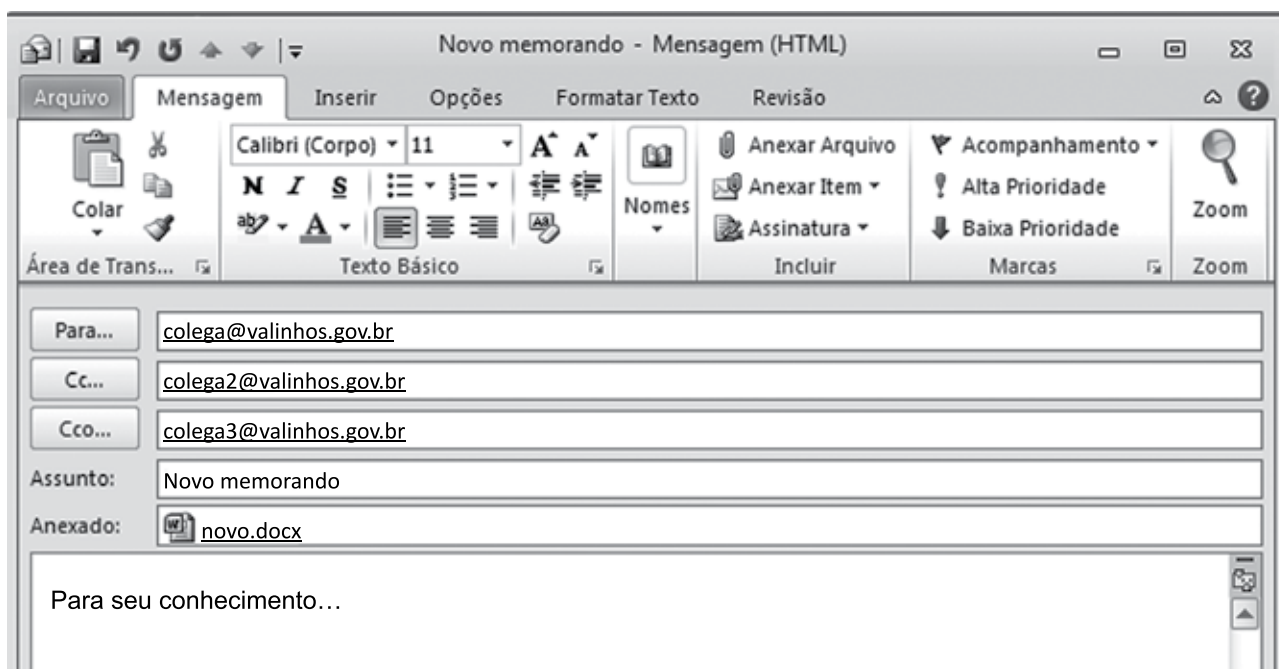 Novo memorando - Mensagem (HTML)
Arquivo Mensagem Inserir Opções Formatar Texto Revisão
Colar
Área de Trans...
Calibri (Corpo) 11 A A
N I S
ab A
Texto Básico
Nomes
Anexar Arquivo
Anexar Item
Assinatura
Incluir
Acompanhamento
Alta Prioridade
Baixa Prioridade
Marcas
Zoom
Zoom
Para... colega@valinhos.gov.br
Cc... colega2@valinhos.gov.br
Cco... colega3@valinhos.gov.br
Assunto: Novo memorando
Anexado: novo.docx
Para seu conhecimento…